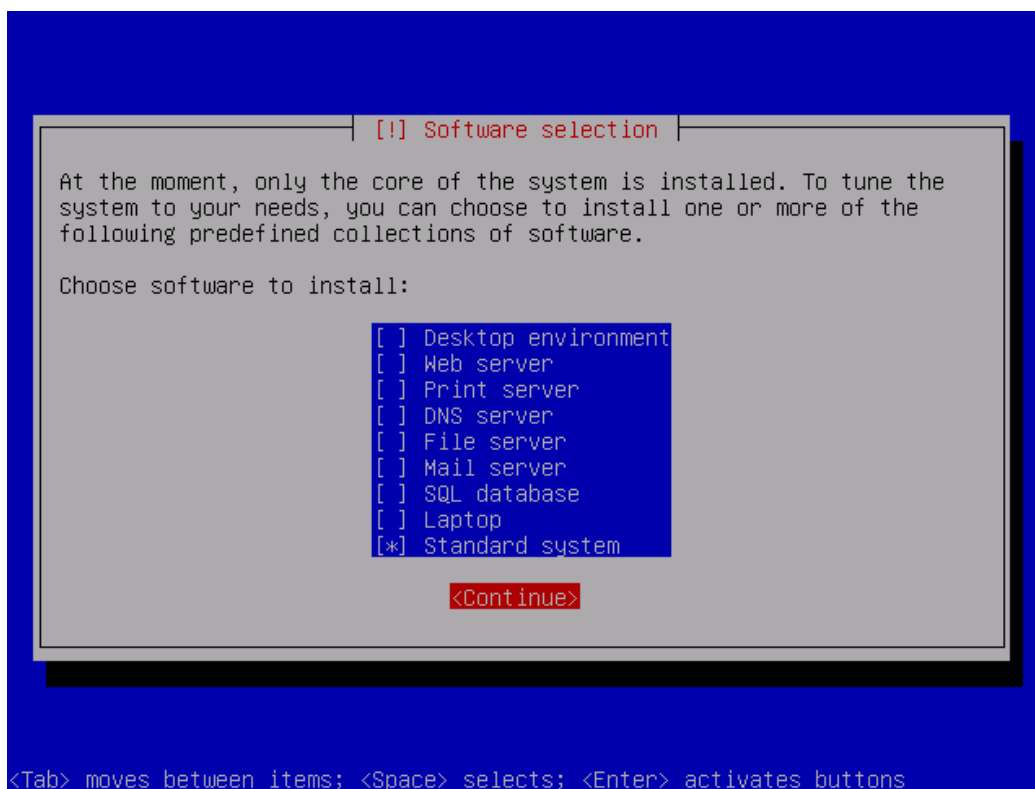 [!] Software selection
At the moment, only the core of the system is installed. To tune the
system to your needs, you can choose to install one or more of the
following predefined collections of software.
Choose software to install:
[ ] Desktop environment
[ ] Web server
[ ] Print server
[ ] DNS server
[ ] File server
[ ] Mail server
[ ] SQL database
[ ] Laptop
[*] Standard system
<Continue>
<Tab> moves between items; <Space> selects; <Enter> activates buttons